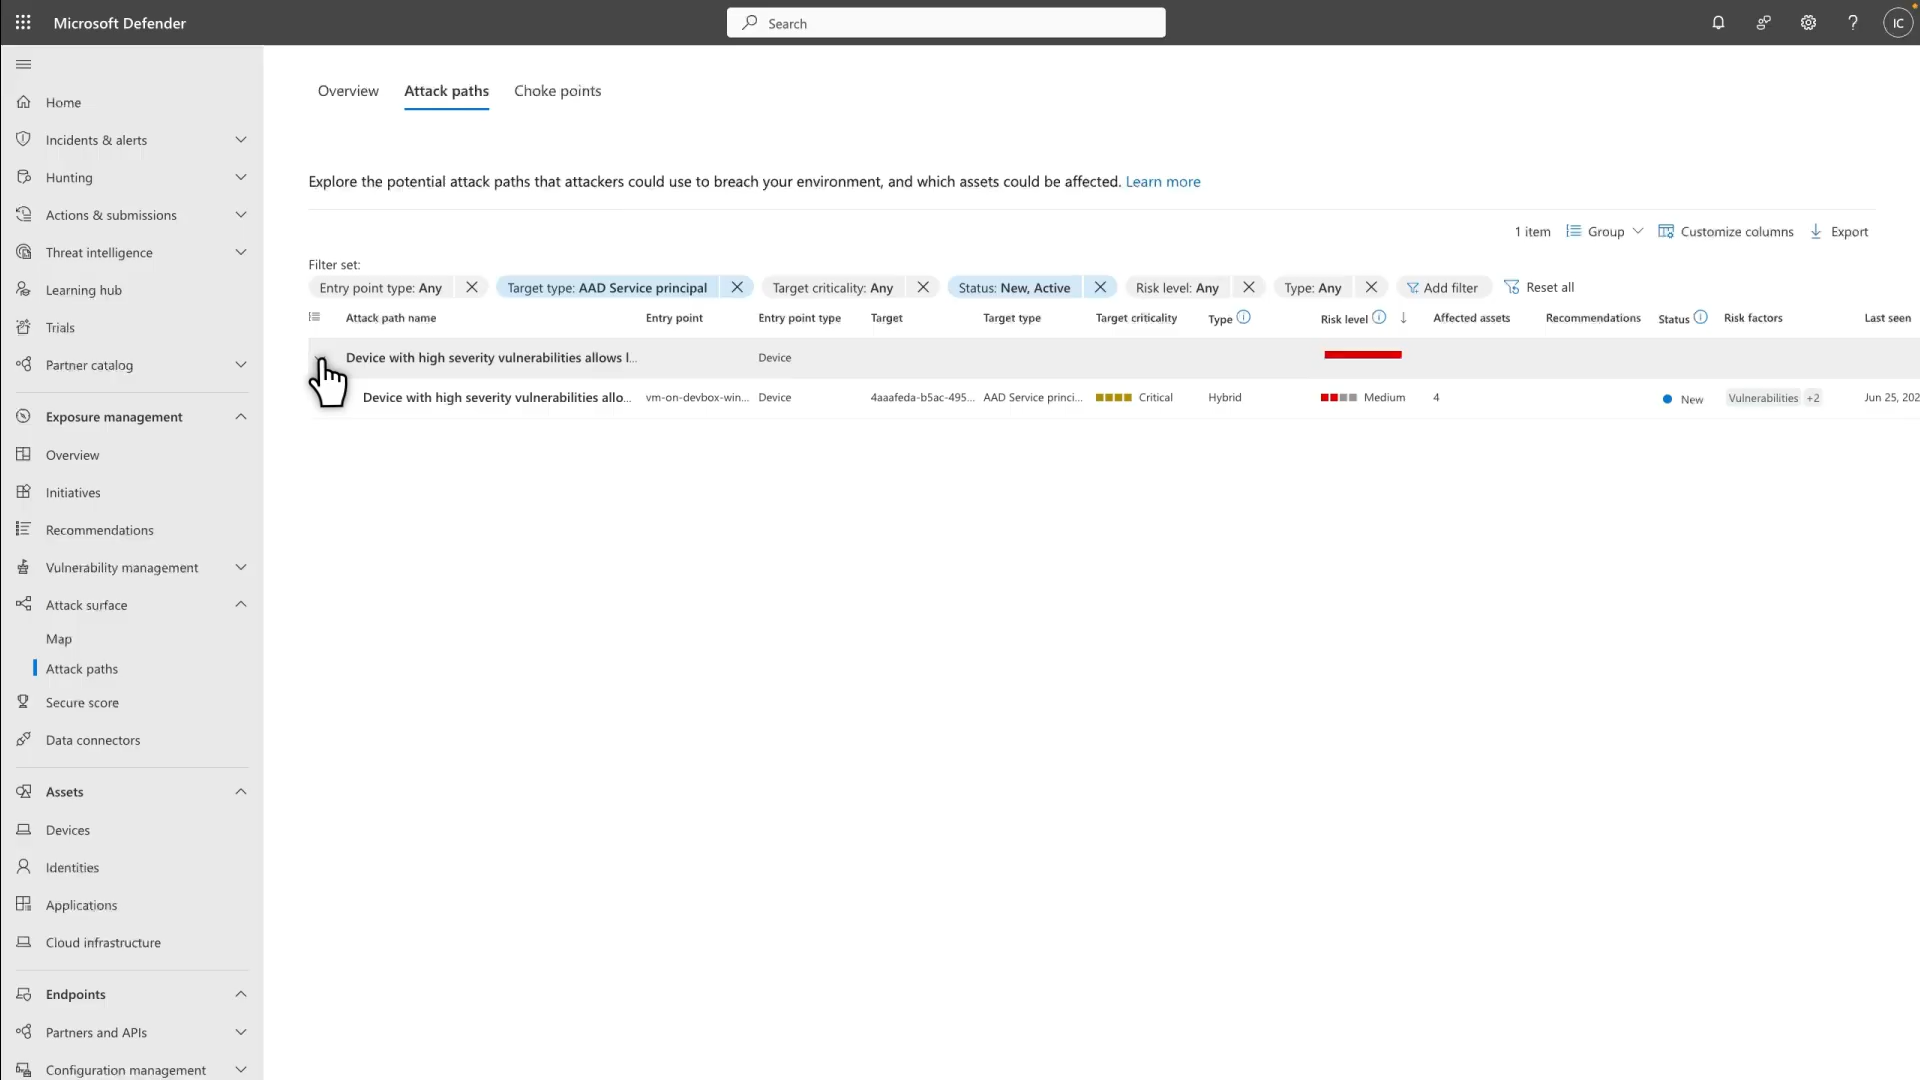 Microsoft Defender
Search
IC
Home
Incidents & alerts
Hunting
Actions & submissions
Threat intelligence
Learning hub
Trials
Partner catalog
Exposure management
Overview
Initiatives
Recommendations
Vulnerability management
Attack surface
Map
Attack paths
Secure score
Data connectors
Assets
Devices
Identities
Applications
Cloud infrastructure
Endpoints
Partners and APIs
Configuration management
Overview Attack paths Choke points
Explore the potential attack paths that attackers could use to breach your environment, and which assets could be affected. Learn more
1 item Group Customize columns Export
Filter set:
Entry point type: Any Target type: AAD Service principal Target criticality: Any Status: New, Active Risk level: Any Type: Any Add filter Reset all
Attack path name Entry point Entry point type Target Target type Target criticality Type Risk level Affected assets Recommendations Status Risk factors Last seen
Device with high severity vulnerabilities allows l... Device
Device with high severity vulnerabilities allo... vm-on-devbox-win... Device 4aaafeda-b5ac-495... AAD Service princi... Critical Hybrid Medium 4 New Vulnerabilities +2 Jun 25, 202